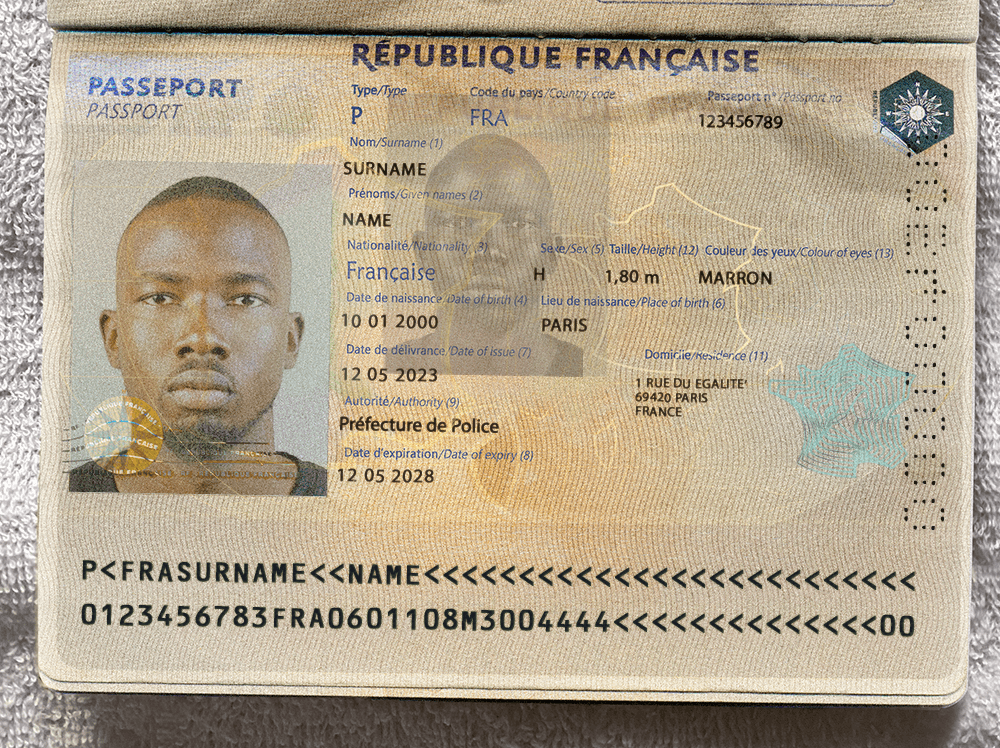 RÉPUBLIQUE FRANÇAISE
PASSEPORT
PASSPORT
Type/Type
Code du pays/Country code
Passeport n°/Passport no
P
FRA
123456789
Nom/Surname (1)
SURNAME
Prénoms/Given names (2)
NAME
Nationalité/Nationality (3)
Sexe/Sex (5) Taille/Height (12) Couleur des yeux/Colour of eyes (13)
Française
H
1,80 m
MARRON
Date de naissance/Date of birth (4)
Lieu de naissance/Place of birth (6)
10 01 2000
PARIS
Date de délivrance/Date of issue (7)
Domicile/Residence (11)
12 05 2023
1 RUE DU EGALITE'
69420 PARIS
FRANCE
Autorité/Authority (9)
Préfecture de Police
Date d'expiration/Date of expiry (8)
12 05 2028
P<FRASURNAME<<NAME<<<<<<<<<<<<<<<<<<<<<<<<<<
0123456783FRA0601108M3004444<<<<<<<<<<<<<<00